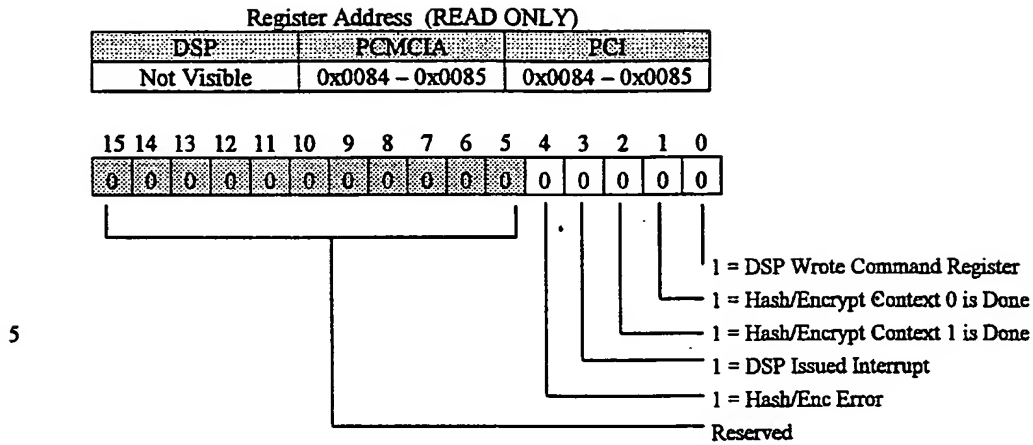 Register Address (READ ONLY)
DSP PCMCIA PCI
Not Visible 0x0084 – 0x0085 0x0084 – 0x0085
15 14 13 12 11 10 9 8 7 6 5 4 3 2 1 0
0 0 0 0 0 0 0 0 0 0 0 0 0 0 0 0
1 = DSP Wrote Command Register
1 = Hash/Encrypt Context 0 is Done
5 1 = Hash/Encrypt Context 1 is Done
1 = DSP Issued Interrupt
1 = Hash/Enc Error
Reserved